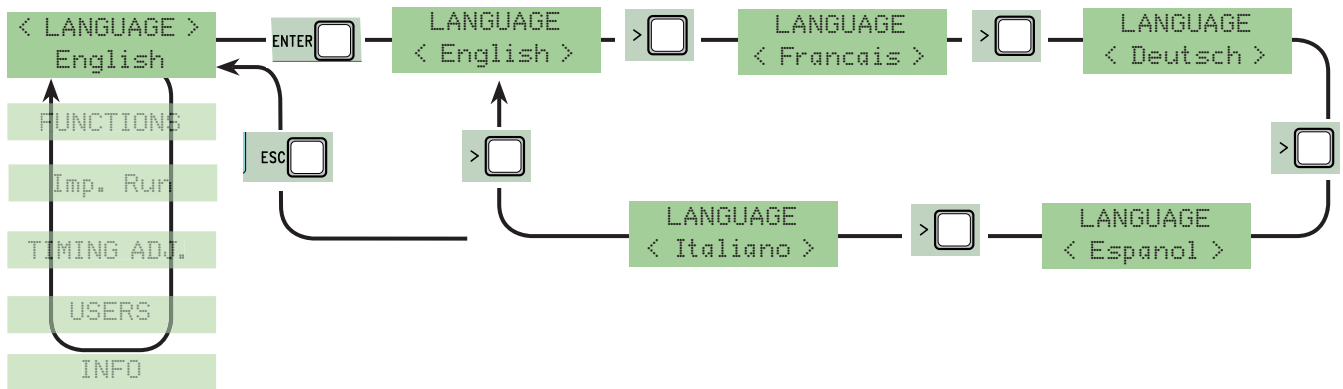 < LANGUAGE >
English
ENTER
LANGUAGE
< English >
>
LANGUAGE
< Francais >
>
LANGUAGE
< Deutsch >
>
LANGUAGE
< Espanol >
>
LANGUAGE
< Italiano >
>
ESC
FUNCTIONS
Imp. Run
TIMING ADJ.
USERS
INFO